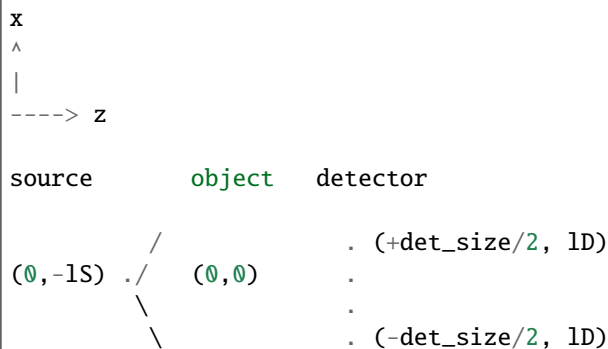 x
^
|
----> z
source object detector
/ . (+det_size/2, lD)
(0,-lS) ./ (0,0) .
\ .
\ . (-det_size/2, lD)